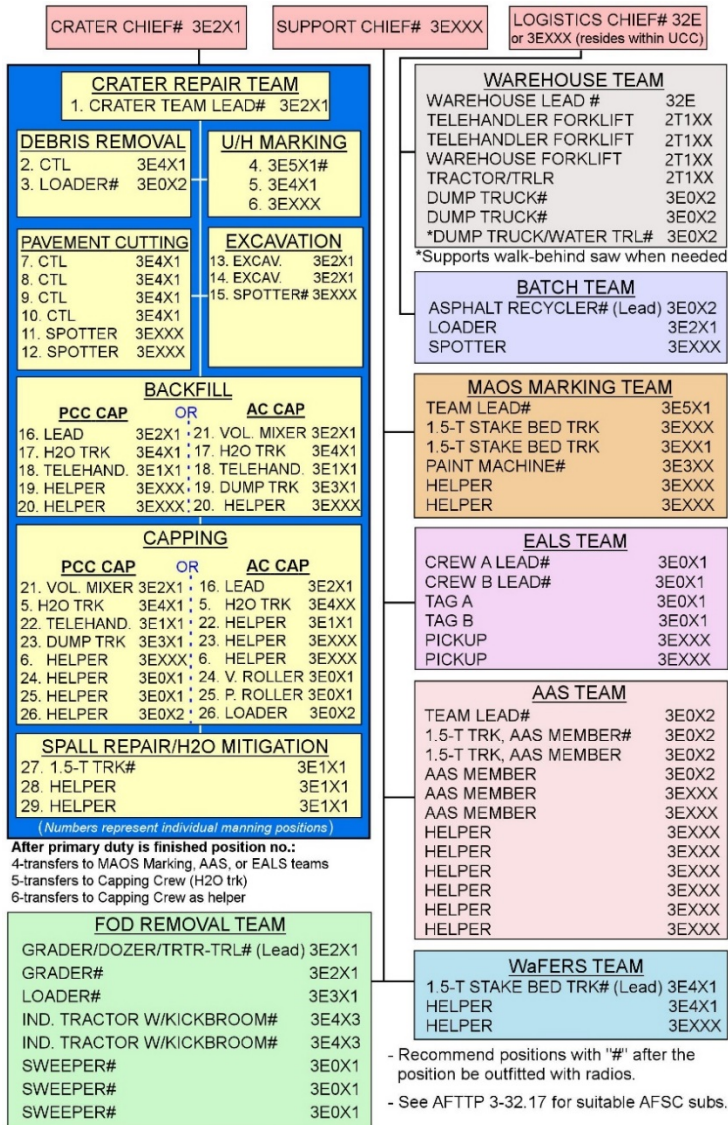 CRATER CHIEF# 3E2X1
SUPPORT CHIEF# 3EXXX
LOGISTICS CHIEF# 32E
or 3EXXX (resides within UCC)
CRATER REPAIR TEAM
1. CRATER TEAM LEAD# 3E2X1
DEBRIS REMOVAL
2. CTL 3E4X1
3. LOADER# 3E0X2
U/H MARKING
4. 3E5X1#
5. 3E4X1
6. 3EXXX
PAVEMENT CUTTING
7. CTL 3E4X1
8. CTL 3E4X1
9. CTL 3E4X1
10. CTL 3E4X1
11. SPOTTER 3EXXX
12. SPOTTER 3EXXX
EXCAVATION
13. EXCAV. 3E2X1
14. EXCAV. 3E2X1
15. SPOTTER# 3EXXX
BACKFILL
PCC CAP OR AC CAP
16. LEAD 3E2X1 21. VOL. MIXER 3E2X1
17. H2O TRK 3E4X1 17. H2O TRK 3E4X1
18. TELEHAND. 3E1X1 18. TELEHAND. 3E1X1
19. HELPER 3EXXX 19. DUMP TRK 3E3X1
20. HELPER 3EXXX 20. HELPER 3EXXX
CAPPING
PCC CAP OR AC CAP
21. VOL. MIXER 3E2X1 16. LEAD 3E2X1
5. H2O TRK 3E4X1 5. H2O TRK 3E4XX
22. TELEHAND. 3E1X1 22. HELPER 3E1X1
23. DUMP TRK 3E3X1 23. HELPER 3EXXX
6. HELPER 3EXXX 6. HELPER 3EXXX
24. HELPER 3E0X1 24. V. ROLLER 3E0X1
25. HELPER 3E0X1 25. P. ROLLER 3E0X1
26. HELPER 3E0X2 26. LOADER 3E0X2
SPALL REPAIR/H2O MITIGATION
27. 1.5-T TRK# 3E1X1
28. HELPER 3E1X1
29. HELPER 3E1X1
(Numbers represent individual manning positions)
After primary duty is finished position no.:
4-transfers to MAOS Marking, AAS, or EALS teams
5-transfers to Capping Crew (H2O trk)
6-transfers to Capping Crew as helper
FOD REMOVAL TEAM
GRADER/DOZER/TRTR-TRL# (Lead) 3E2X1
GRADER# 3E2X1
LOADER# 3E3X1
IND. TRACTOR W/KICKBROOM# 3E4X3
IND. TRACTOR W/KICKBROOM# 3E4X3
SWEEPER# 3E0X1
SWEEPER# 3E0X1
SWEEPER# 3E0X1
WAREHOUSE TEAM
WAREHOUSE LEAD # 32E
TELEHANDLER FORKLIFT 2T1XX
TELEHANDLER FORKLIFT 2T1XX
WAREHOUSE FORKLIFT 2T1XX
TRACTOR/TRLR 2T1XX
DUMP TRUCK# 3E0X2
DUMP TRUCK# 3E0X2
*DUMP TRUCK/WATER TRL# 3E0X2
*Supports walk-behind saw when needed
BATCH TEAM
ASPHALT RECYCLER# (Lead) 3E0X2
LOADER 3E2X1
SPOTTER 3EXXX
MAOS MARKING TEAM
TEAM LEAD# 3E5X1
1.5-T STAKE BED TRK 3EXXX
1.5-T STAKE BED TRK 3EXX1
PAINT MACHINE# 3E3XX
HELPER 3EXXX
HELPER 3EXXX
EALS TEAM
CREW A LEAD# 3E0X1
CREW B LEAD# 3E0X1
TAG A 3E0X1
TAG B 3E0X1
PICKUP 3EXXX
PICKUP 3EXXX
AAS TEAM
TEAM LEAD# 3E0X2
1.5-T TRK, AAS MEMBER# 3E0X2
1.5-T TRK, AAS MEMBER 3E0X2
AAS MEMBER 3E0X2
AAS MEMBER 3EXXX
AAS MEMBER 3EXXX
HELPER 3EXXX
HELPER 3EXXX
HELPER 3EXXX
HELPER 3EXXX
HELPER 3EXXX
HELPER 3EXXX
WaFERS TEAM
1.5-T STAKE BED TRK# (Lead) 3E4X1
HELPER 3E4X1
HELPER 3EXXX
- Recommend positions with "#" after the
position be outfitted with radios.
- See AFTTP 3-32.17 for suitable AFSC subs.